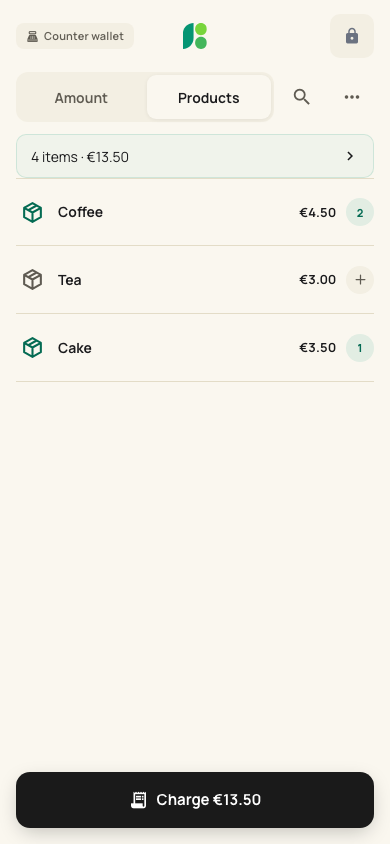 Counter wallet
Amount
Products
4 items · €13.50
Coffee €4.50 2
Tea €3.00 +
Cake €3.50 1
Charge €13.50